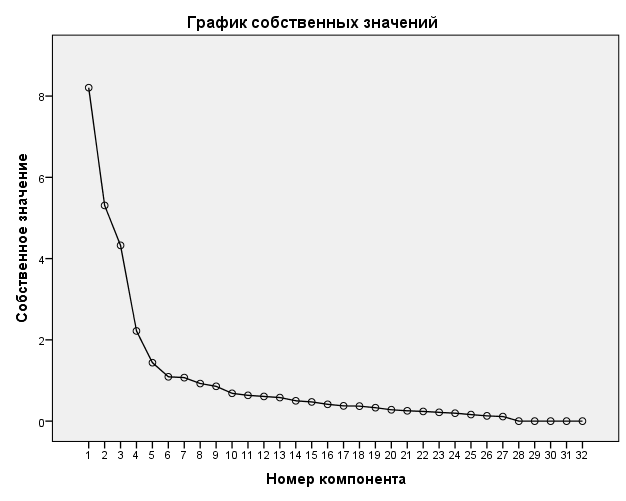 График собственных значений
Собственное значение
8
6
4
2
0
1 2 3 4 5 6 7 8 9 10 11 12 13 14 15 16 17 18 19 20 21 22 23 24 25 26 27 28 29 30 31 32
Номер компонента